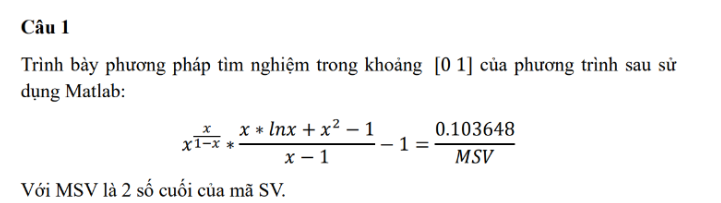 Câu 1
Trình bày phương pháp tìm nghiệm trong khoảng [0 1] của phương trình sau sử
dụng Matlab:
x^{\frac{x}{1-x}} * \frac{x * lnx + x^2 - 1}{x - 1} - 1 = \frac{0.103648}{MSV}
Với MSV là 2 số cuối của mã SV.